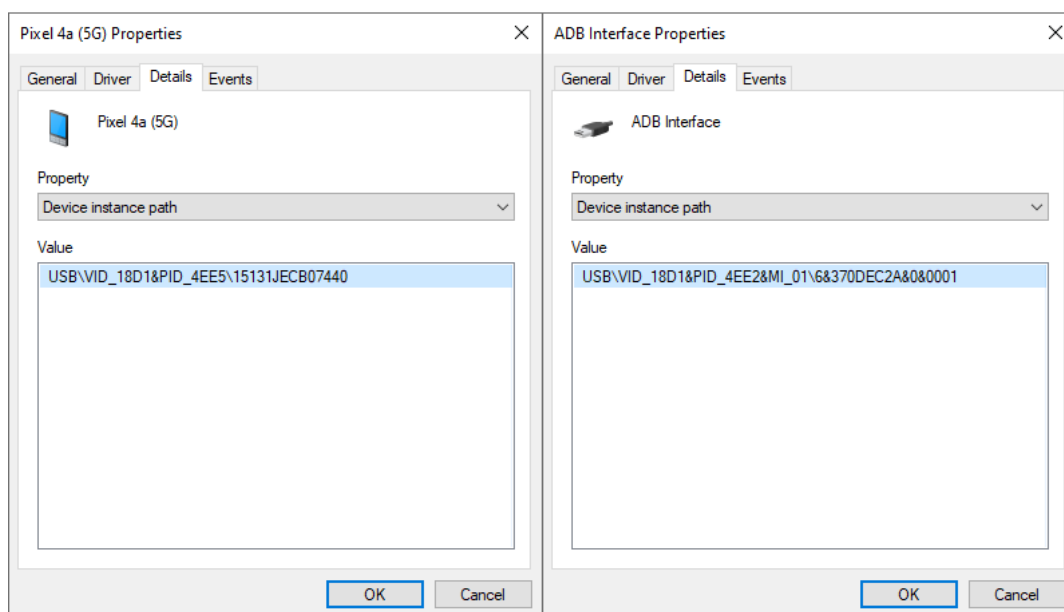 Pixel 4a (5G) Properties
General Driver Details Events
Pixel 4a (5G)
Property
Device instance path
Value
USB\VID_18D1&PID_4EE5\15131JECB07440
OK Cancel
ADB Interface Properties
General Driver Details Events
ADB Interface
Property
Device instance path
Value
USB\VID_18D1&PID_4EE2&MI_01\6&370DEC2A&0&0001
OK Cancel